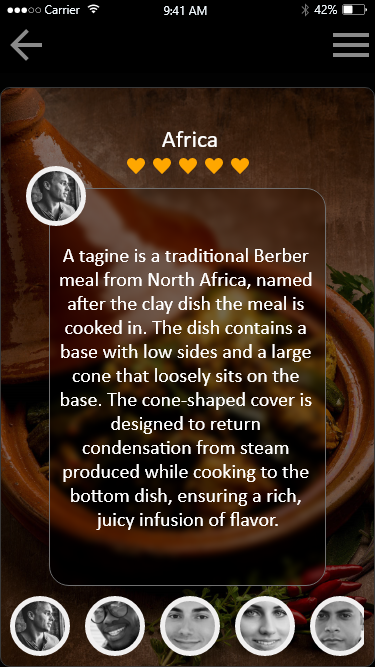 Carrier 9:41 AM 42%
Africa
A tagine is a traditional Berber
meal from North Africa, named
after the clay dish the meal is
cooked in. The dish contains a
base with low sides and a large
cone that loosely sits on the
base. The cone-shaped cover is
designed to return
condensation from steam
produced while cooking to the
bottom dish, ensuring a rich,
juicy infusion of flavor.